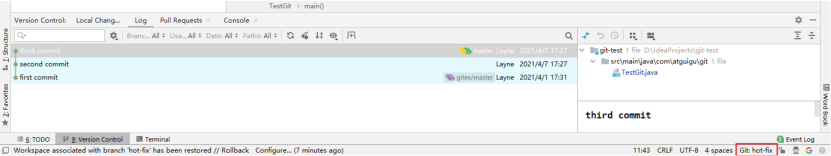 TestGit › main()
Version Control: Local Chang... × Log Pull Requests × Console ×
Branc... All Use... All Date: All Paths: All
third commit master Layne 2021/4/7 17:27
second commit Layne 2021/4/7 17:27
first commit gitee/master Layne 2021/4/1 17:31
git-test 1 file D:\IdeaProjects\git-test
src\main\java\com\atguigu\git 1 file
TestGit.java
third commit
Z: Structure
2: Favorites
Word Book
6: TODO 9: Version Control Terminal 1 Event Log
Workspace associated with branch 'hot-fix' has been restored // Rollback Configure... (7 minutes ago) 11:43 CRLF UTF-8 4 spaces Git: hot-fix